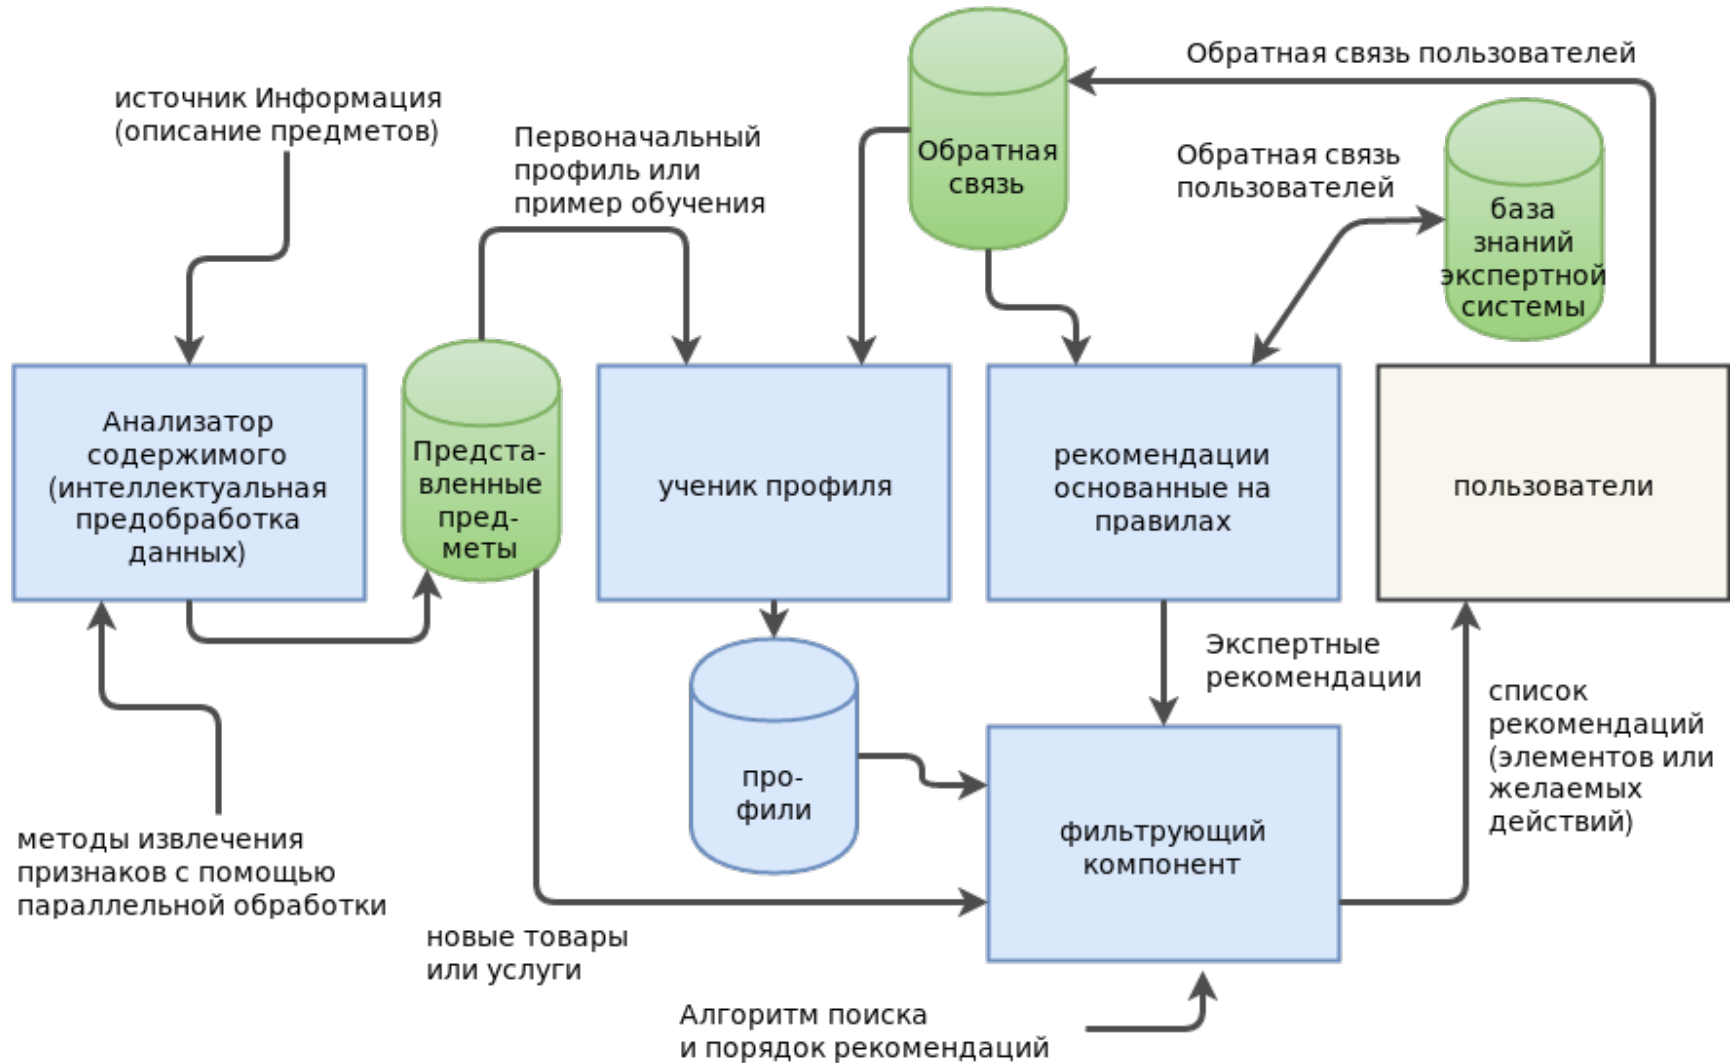 Обратная связь пользователей
источник Информация
(описание предметов)
Первоначальный
профиль или
пример обучения
Обратная
связь
Обратная связь
пользователей
база
знаний
экспертной
системы
Анализатор
содержимого
(интеллектуальная
предобработка
данных)
Предста-
вленные
пред-
меты
ученик профиля
рекомендации
основанные на
правилах
пользователи
Экспертные
рекомендации
список
рекомендаций
(элементов или
желаемых
действий)
про-
фили
фильтрующий
компонент
методы извлечения
признаков с помощью
параллельной обработки
новые товары
или услуги
Алгоритм поиска
и порядок рекомендаций